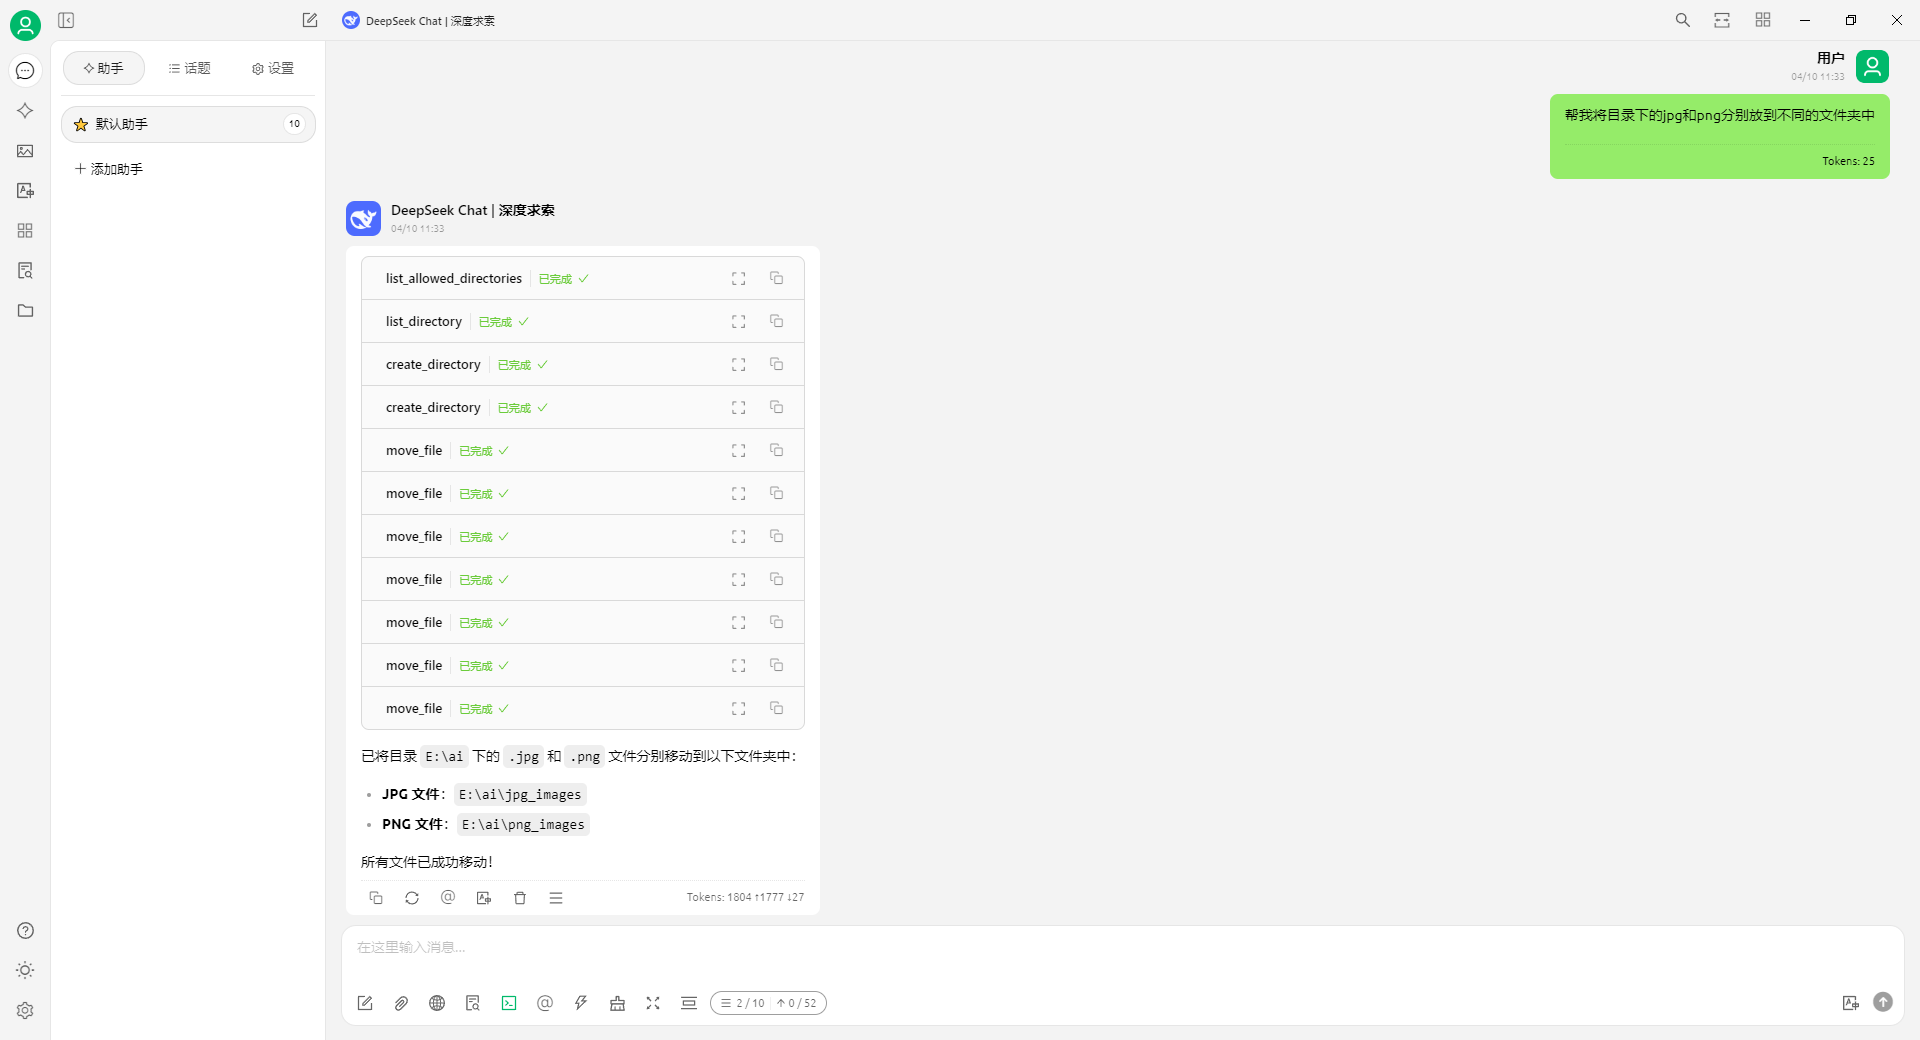 DeepSeek Chat | 深度求索
助手
话题
设置
默认助手
10
添加助手
用户
04/10 11:33
帮我将目录下的jpg和png分别放到不同的文件夹中
Tokens: 25
DeepSeek Chat | 深度求索
04/10 11:33
list_allowed_directories 已完成
list_directory 已完成
create_directory 已完成
create_directory 已完成
move_file 已完成
move_file 已完成
move_file 已完成
move_file 已完成
move_file 已完成
move_file 已完成
move_file 已完成
已将目录 E:\ai 下的 .jpg 和 .png 文件分别移动到以下文件夹中：
JPG 文件： E:\ai\jpg_images
PNG 文件： E:\ai\png_images
所有文件已成功移动！
Tokens: 1804 ↑1777 ↓27
在这里输入消息...
2 / 10 ↑ 0 / 52